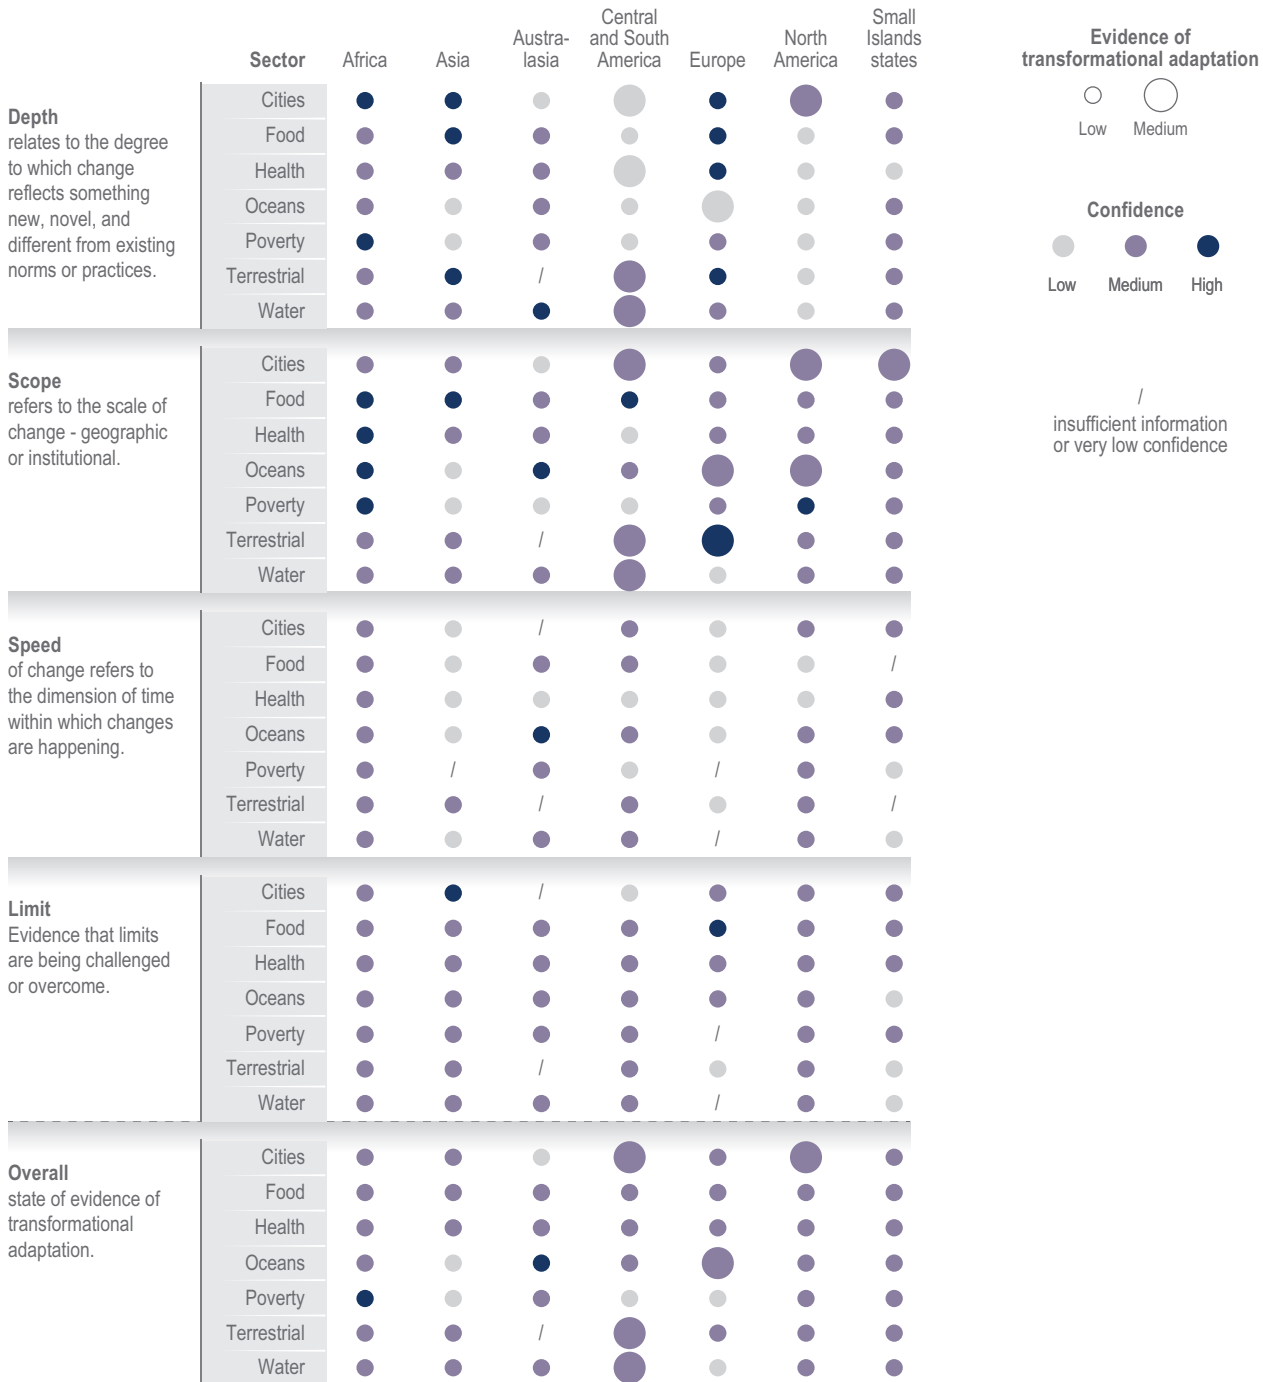 Sector
Africa
Asia
Austra-
lasia
Central
and South
America
Europe
North
America
Small
Islands
states
Depth
relates to the degree
to which change
reflects something
new, novel, and
different from existing
norms or practices.
Cities
Food
Health
Oceans
Poverty
Terrestrial /
Water
Scope
refers to the scale of
change - geographic
or institutional.
Cities
Food
Health
Oceans
Poverty
Terrestrial /
Water
Speed
of change refers to
the dimension of time
within which changes
are happening.
Cities /
Food /
Health
Oceans
Poverty / /
Terrestrial / /
Water /
Limit
Evidence that limits
are being challenged
or overcome.
Cities /
Food
Health
Oceans
Poverty /
Terrestrial /
Water /
Overall
state of evidence of
transformational
adaptation.
Cities
Food
Health
Oceans
Poverty
Terrestrial /
Water
Evidence of
transformational adaptation
Low Medium
Confidence
Low Medium High
/
insufficient information
or very low confidence